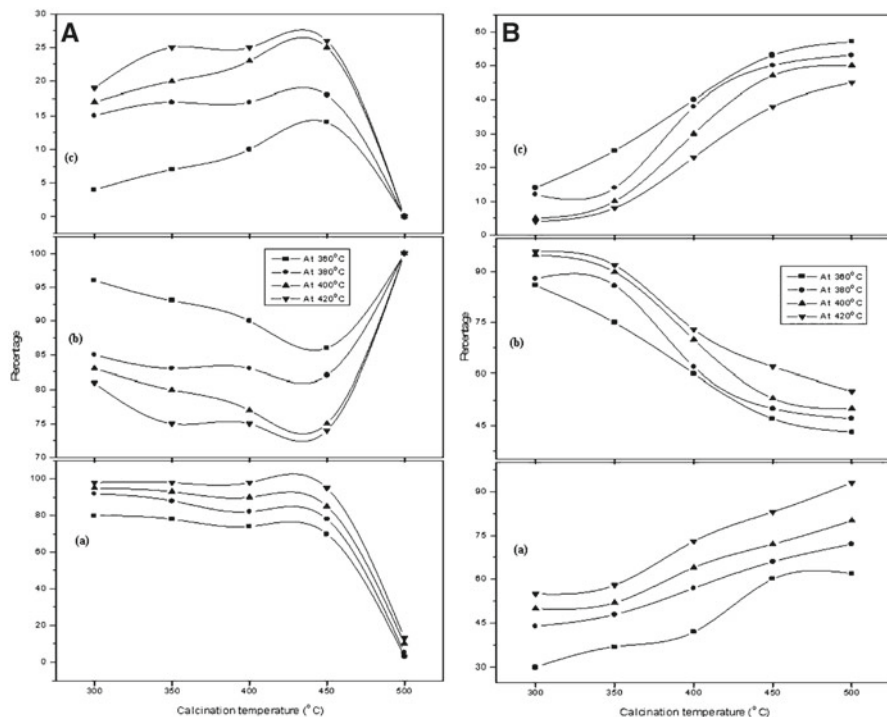 A
30
25
20
15
10
5
0
(c)
100
95
90
85
80
75
70
(b)
At 360°C
At 380°C
At 400°C
At 420°C
Percentage
100
80
60
40
20
0
(a)
300
350
400
450
500
Calcination temperature (°C)
B
60
50
40
30
20
10
0
(c)
90
75
60
45
(b)
At 360°C
At 380°C
At 400°C
At 420°C
Percentage
90
75
60
45
30
(a)
300
350
400
450
500
Calcination temperature (°C)